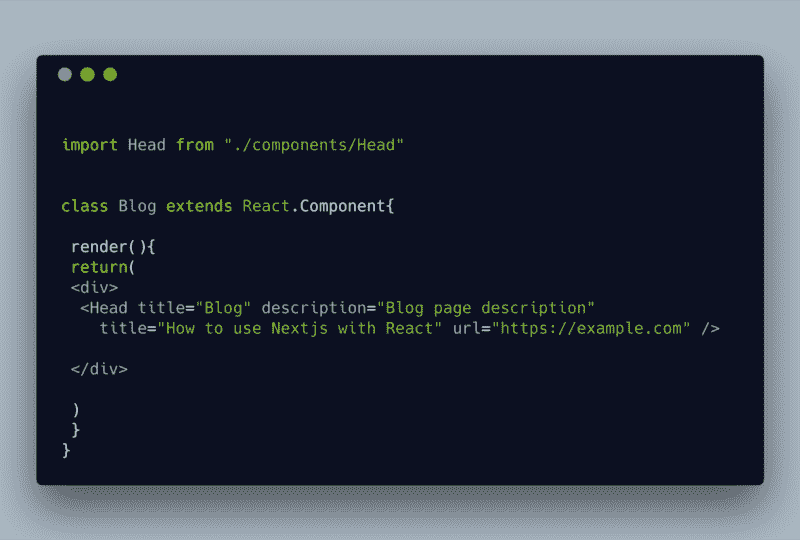 import Head from "./components/Head"
class Blog extends React.Component{
render(){
return(
<div>
<Head title="Blog" description="Blog page description"
title="How to use Nextjs with React" url="https://example.com" />
</div>
)
}
}